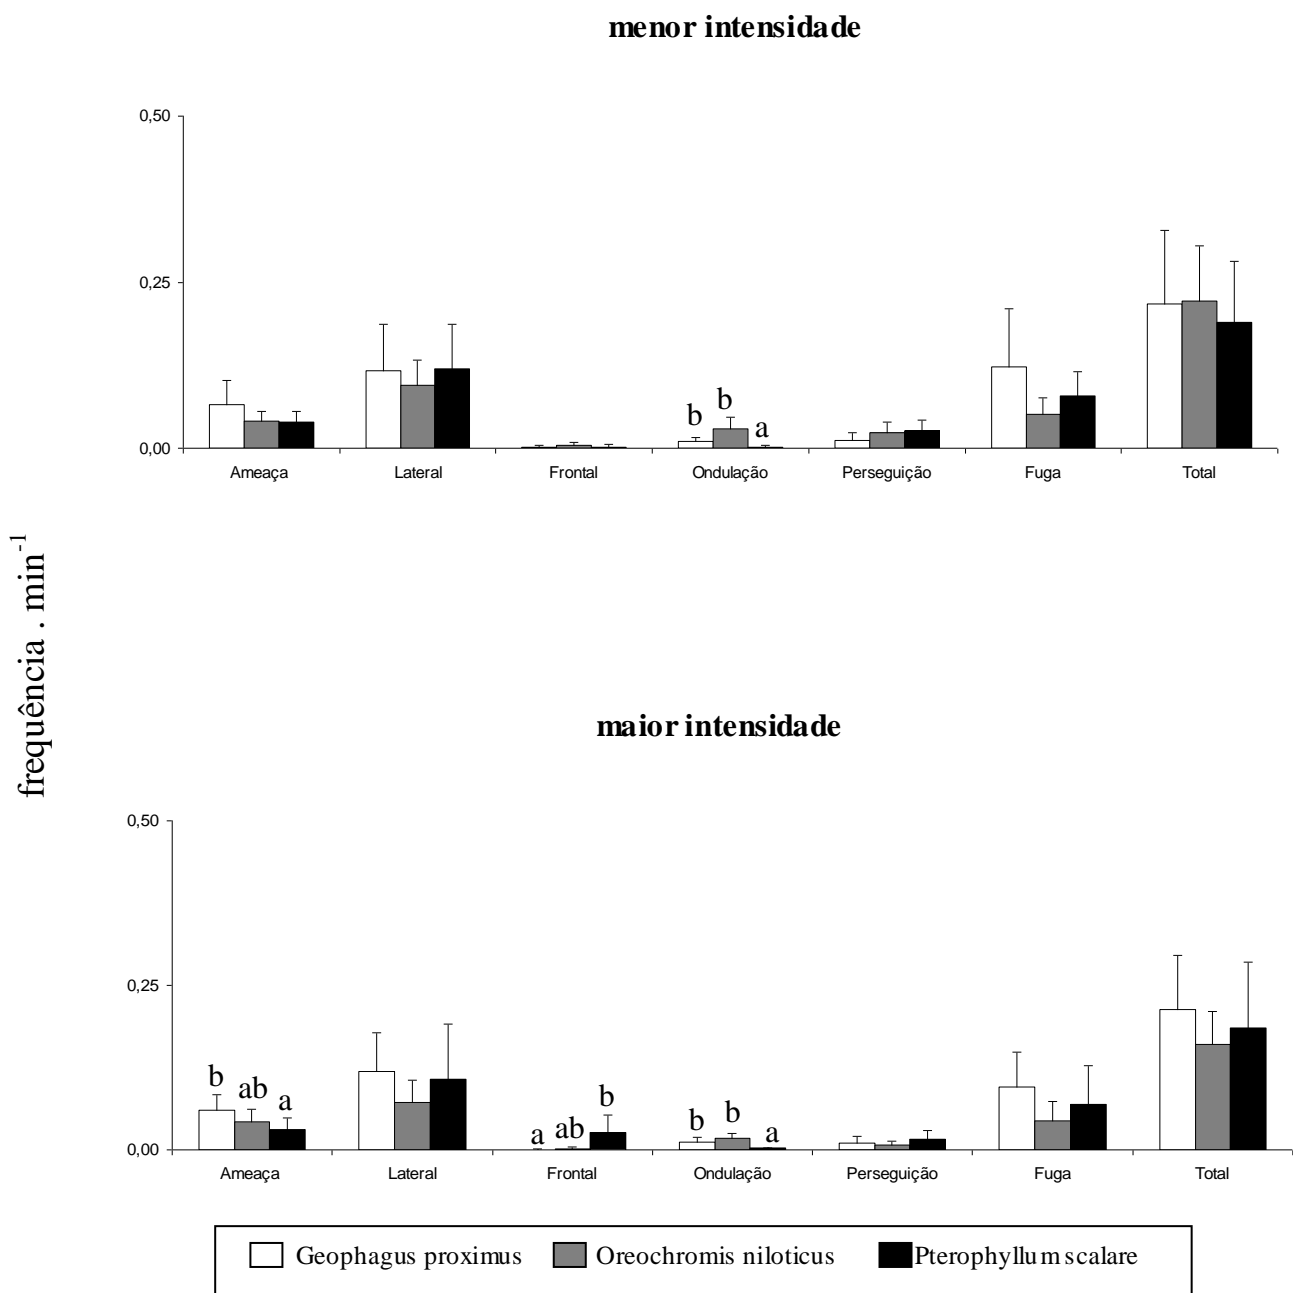 menor intensidade
0,50
0,25
b b a
0,00
Ameaça Lateral Frontal Ondulação Perseguição Fuga Total
frequência . min-1
maior intensidade
0,50
0,25
b ab a a ab b b b a
0,00
Ameaça Lateral Frontal Ondulação Perseguição Fuga Total
Geophagus proximus Oreochromis niloticus Pterophyllum scalare